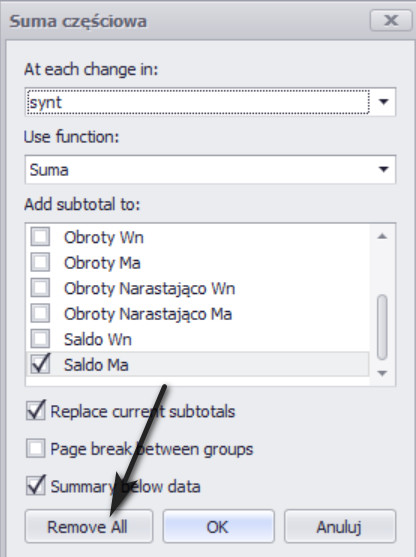 Suma częściowa
At each change in:
synt
Use function:
Suma
Add subtotal to:
Obroty Wn
Obroty Ma
Obroty Narastająco Wn
Obroty Narastająco Ma
Saldo Wn
Saldo Ma
Replace current subtotals
Page break between groups
Summary below data
Remove All
OK
Anuluj